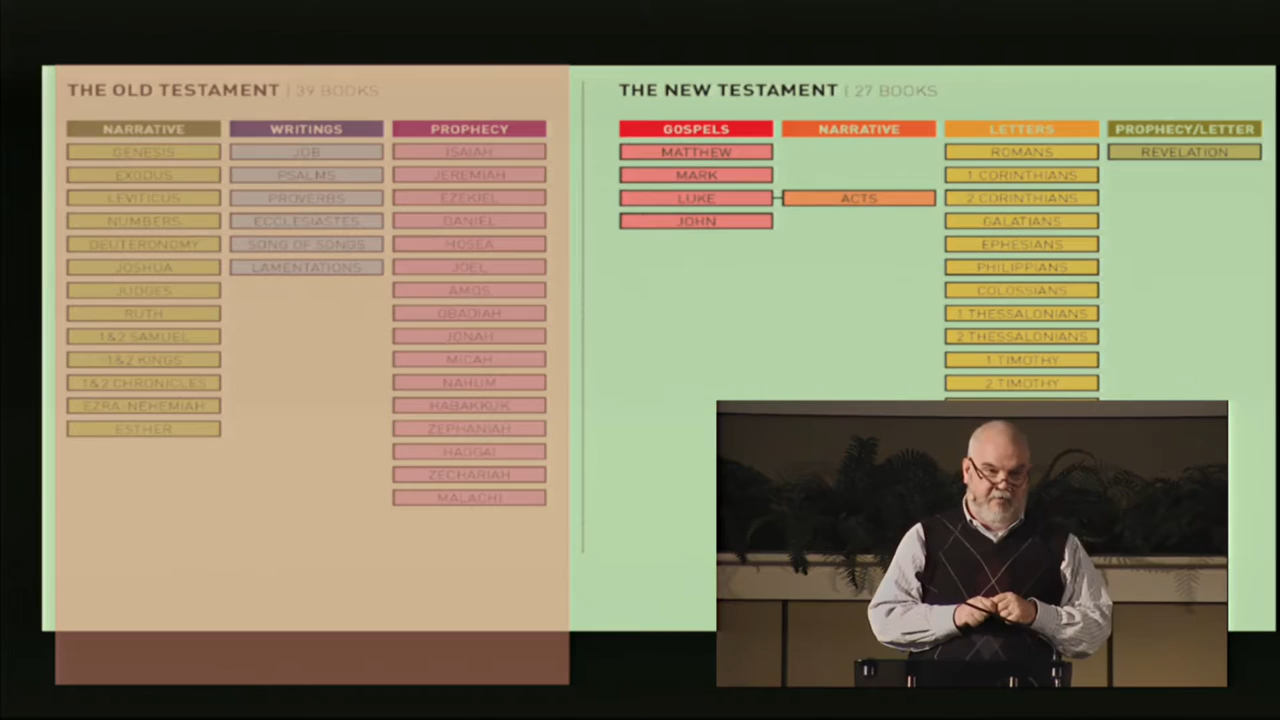 THE OLD TESTAMENT | 39 BOOKS
NARRATIVE
GENESIS
EXODUS
LEVITICUS
NUMBERS
DEUTERONOMY
JOSHUA
JUDGES
RUTH
1&2 SAMUEL
1&2 KINGS
1&2 CHRONICLES
EZRA-NEHEMIAH
ESTHER
WRITINGS
JOB
PSALMS
PROVERBS
ECCLESIASTES
SONG OF SONGS
LAMENTATIONS
PROPHECY
ISAIAH
JEREMIAH
EZEKIEL
DANIEL
HOSEA
JOEL
AMOS
OBADIAH
JONAH
MICAH
NAHUM
HABAKKUK
ZEPHANIAH
HAGGAI
ZECHARIAH
MALACHI
THE NEW TESTAMENT | 27 BOOKS
GOSPELS
MATTHEW
MARK
LUKE
JOHN
NARRATIVE
ACTS
LETTERS
ROMANS
1 CORINTHIANS
2 CORINTHIANS
GALATIANS
EPHESIANS
PHILIPPIANS
COLOSSIANS
1 THESSALONIANS
2 THESSALONIANS
1 TIMOTHY
2 TIMOTHY
PROPHECY/LETTER
REVELATION